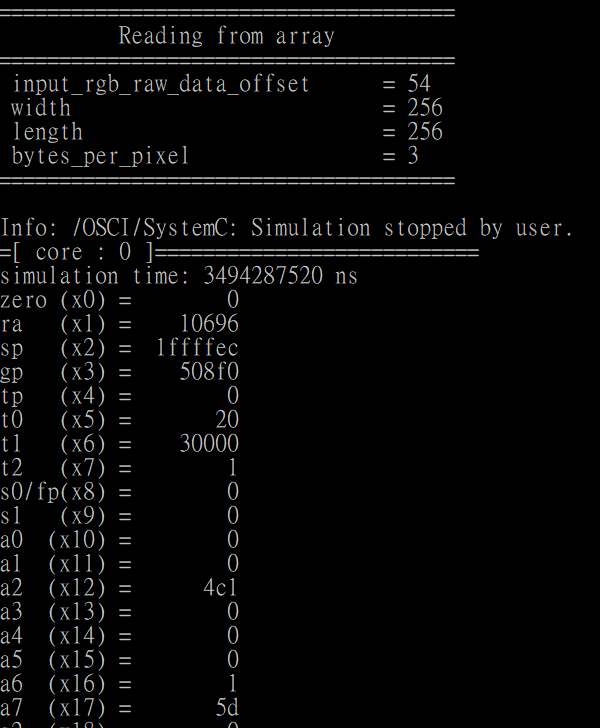 ======================================
Reading from array
======================================
input_rgb_raw_data_offset = 54
width = 256
length = 256
bytes_per_pixel = 3
======================================
Info: /OSCI/SystemC: Simulation stopped by user.
=[ core : 0 ]===========================
simulation time: 3494287520 ns
zero (x0) = 0
ra (x1) = 10696
sp (x2) = 1ffffec
gp (x3) = 508f0
tp (x4) = 0
t0 (x5) = 20
t1 (x6) = 30000
t2 (x7) = 1
s0/fp(x8) = 0
s1 (x9) = 0
a0 (x10) = 0
a1 (x11) = 0
a2 (x12) = 4c1
a3 (x13) = 0
a4 (x14) = 0
a5 (x15) = 0
a6 (x16) = 1
a7 (x17) = 5d